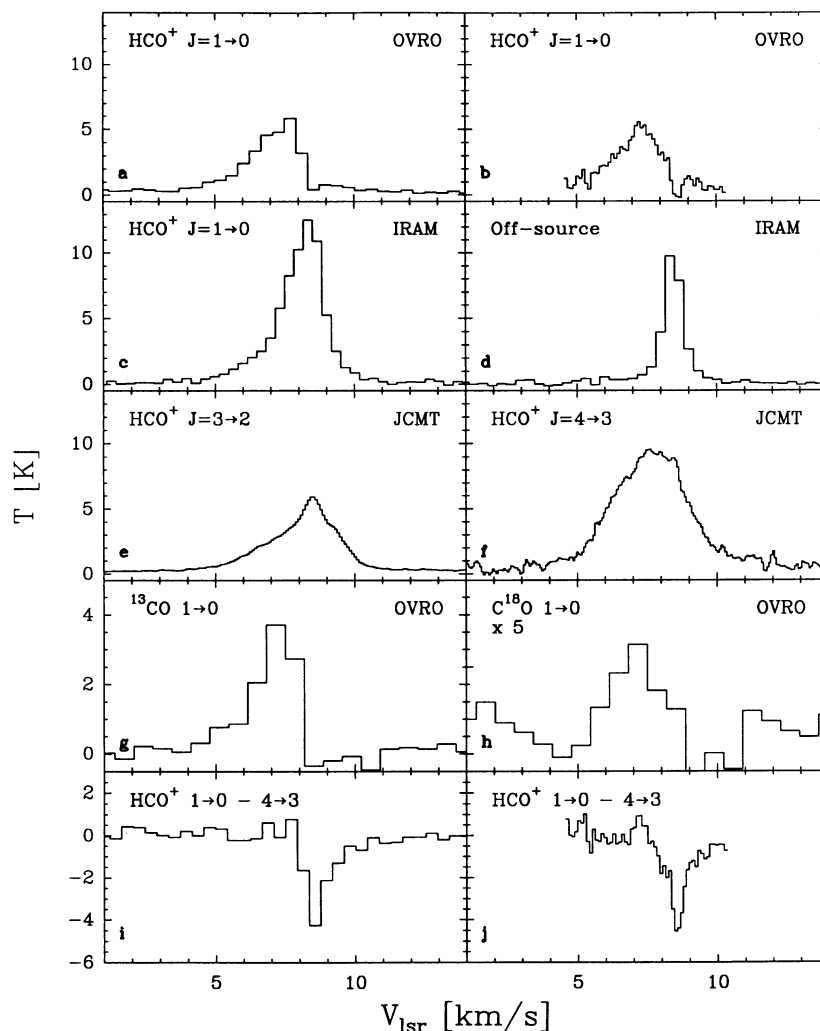 HCO+ J=1→0 OVRO
HCO+ J=1→0 OVRO
10
5
0
a
b
HCO+ J=1→0 IRAM
Off-source IRAM
10
5
0
c
d
HCO+ J=3→2 JCMT
HCO+ J=4→3 JCMT
10
5
0
e
f
T [K]
13CO 1→0 OVRO
C18O 1→0 OVRO
x 5
4
2
0
g
h
HCO+ 1→0 - 4→3
HCO+ 1→0 - 4→3
2
0
-2
-4
-6
i
j
5 10 5 10
Vlsr [km/s]